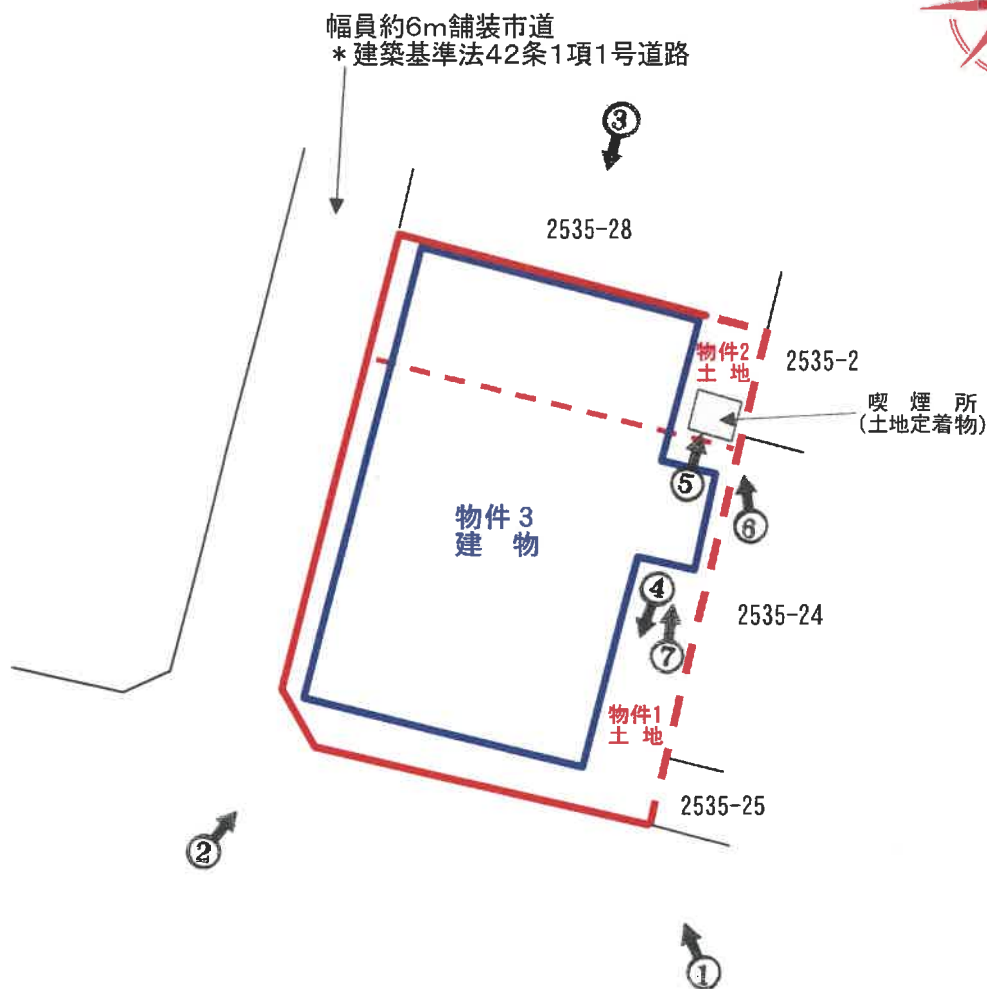 幅員約6m舗装市道
*建築基準法42条1項1号道路
③
2535-28
物件2
土 地
2535-2
喫 煙 所
(土地定着物)
⑤
⑥
物件3
建 物
④
2535-24
⑦
物件1
土 地
2535-25
②
①